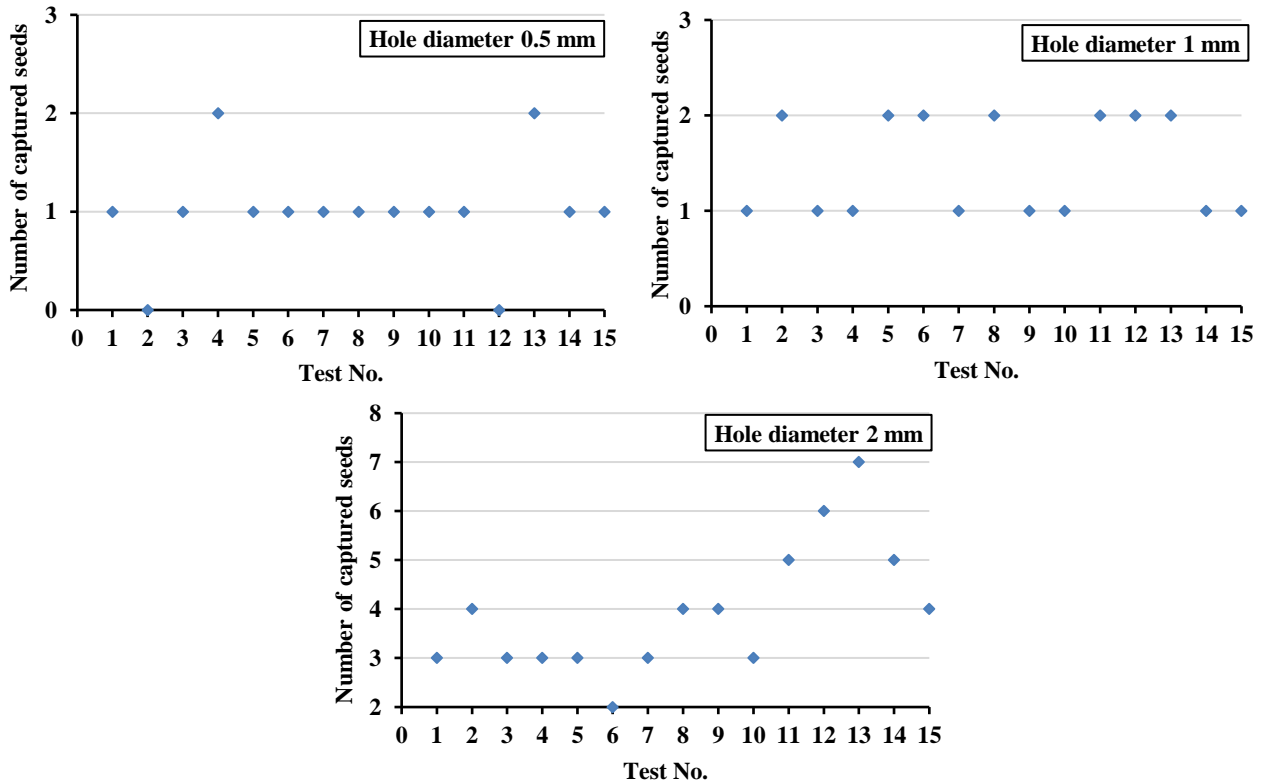 Hole diameter 0.5 mm
Number of captured seeds
3
2
1
0
0 1 2 3 4 5 6 7 8 9 10 11 12 13 14 15
Test No.
Hole diameter 1 mm
Number of captured seeds
3
2
1
0
0 1 2 3 4 5 6 7 8 9 10 11 12 13 14 15
Test No.
Hole diameter 2 mm
Number of captured seeds
8
7
6
5
4
3
2
0 1 2 3 4 5 6 7 8 9 10 11 12 13 14 15
Test No.